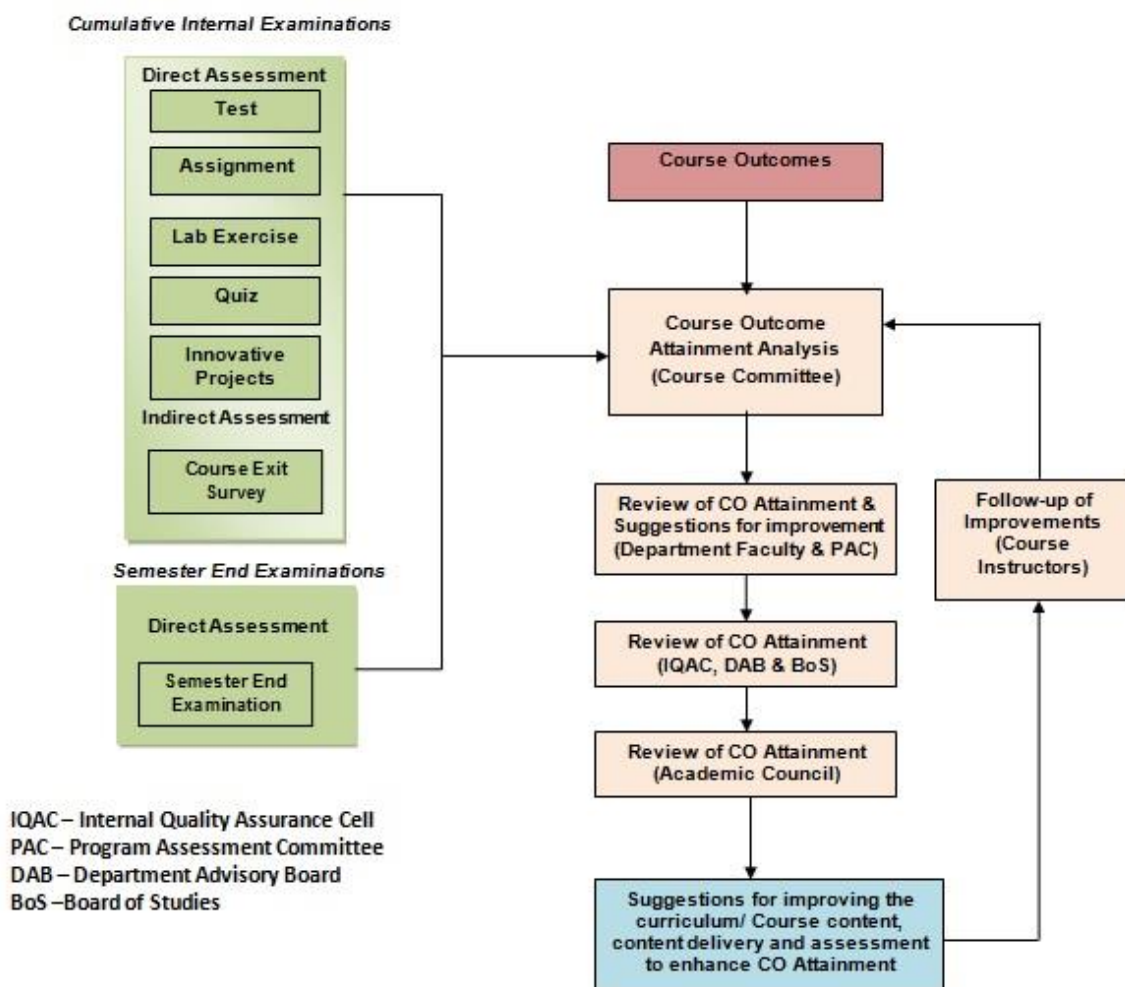 Cumulative Internal Examinations
Direct Assessment
Test
Assignment
Lab Exercise
Quiz
Innovative
Projects
Indirect Assessment
Course Exit
Survey
Semester End Examinations
Direct Assessment
Semester End
Examination
IQAC – Internal Quality Assurance Cell
PAC – Program Assessment Committee
DAB – Department Advisory Board
BoS –Board of Studies
Course Outcomes
Course Outcome
Attainment Analysis
(Course Committee)
Review of CO Attainment &
Suggestions for improvement
(Department Faculty & PAC)
Review of CO Attainment
(IQAC, DAB & BoS)
Review of CO Attainment
(Academic Council)
Suggestions for improving the
curriculum/ Course content,
content delivery and assessment
to enhance CO Attainment
Follow-up of
Improvements
(Course
Instructors)